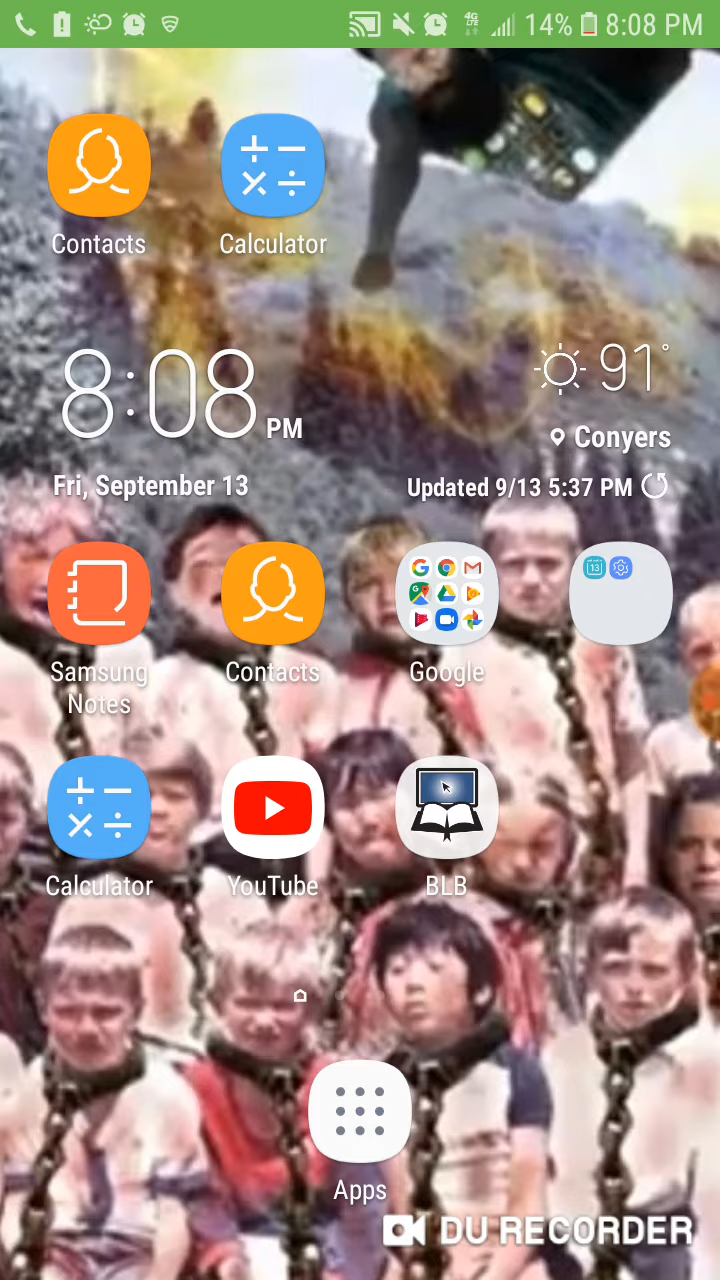 14% 8:08 PM
Contacts
Calculator
8:08 PM
91°
Conyers
Fri, September 13
Updated 9/13 5:37 PM
Samsung
Notes
Contacts
Google
Calculator
YouTube
BLB
Apps
DU RECORDER